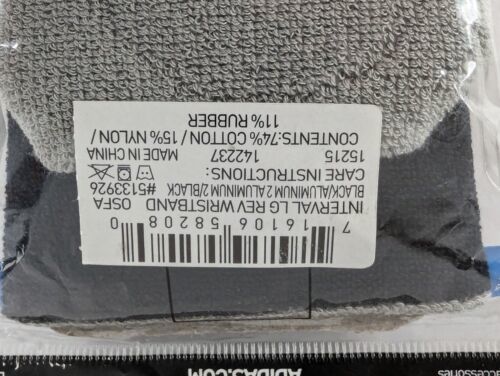 7 16106 58208 0
INTERVAL LG REV WRISTBAND OSFA
BLACK/ALUMINUM 2 ALUMINUM 2/BLACK
#5133926
CARE INSTRUCTIONS:
15215 142237 MADE IN CHINA
CONTENTS:74% COTTON / 15% NYLON /
11% RUBBER
ADIDAS.COM
accessories